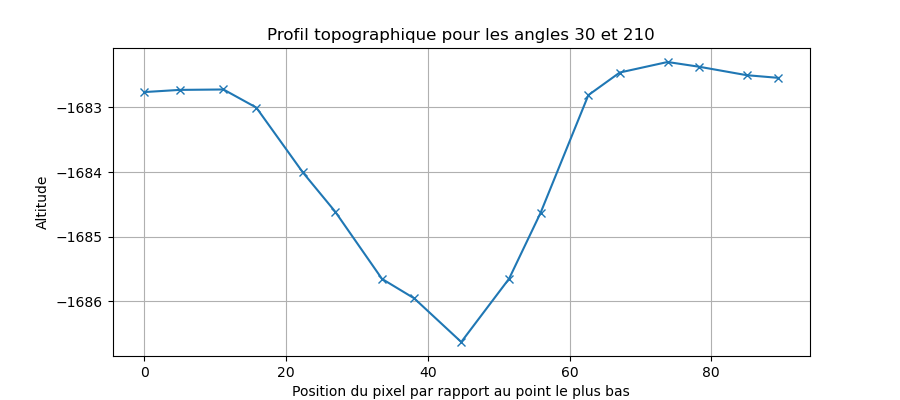 Profil topographique pour les angles 30 et 210
−1683
−1684
−1685
−1686
Altitude
0 20 40 60 80
Position du pixel par rapport au point le plus bas